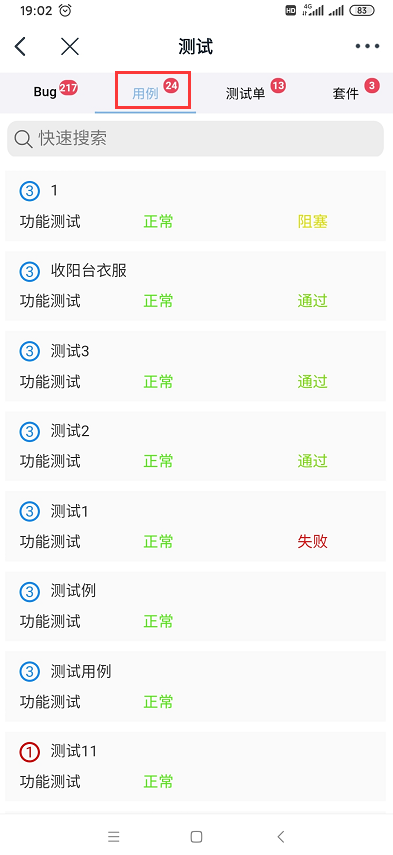 19:02 HD 4G 83
测试
Bug 217 用例 24 测试单 13 套件 3
快速搜索
3 1
功能测试 正常 阻塞
3 收阳台衣服
功能测试 正常 通过
3 测试3
功能测试 正常 通过
3 测试2
功能测试 正常 通过
3 测试1
功能测试 正常 失败
3 测试例
功能测试 正常
3 测试用例
功能测试 正常
1 测试11
功能测试 正常